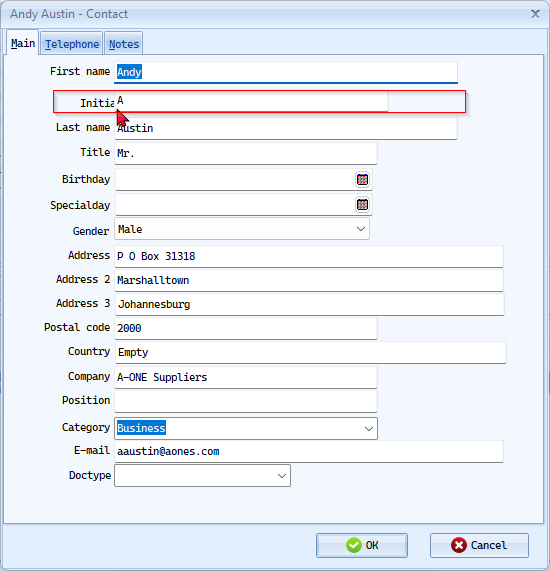 Andy Austin - Contact
Main Telephone Notes
First name Andy
Initia A
Last name Austin
Title Mr.
Birthday
Specialday
Gender Male
Address P O Box 31318
Address 2 Marshalltown
Address 3 Johannesburg
Postal code 2000
Country Empty
Company A-ONE Suppliers
Position
Category Business
E-mail aaustin@aones.com
Doctype
OK Cancel